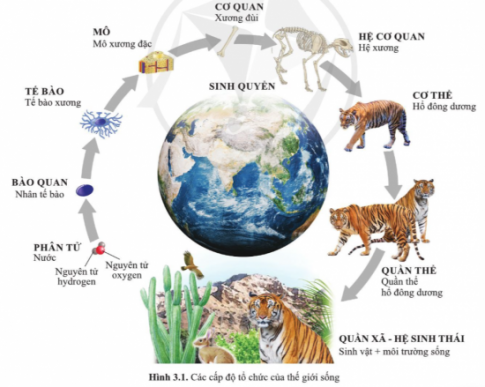 CƠ QUAN
Xương đùi
MÔ
Mô xương đặc
HỆ CƠ QUAN
Hệ xương
TẾ BÀO
Tế bào xương
SINH QUYỂN
CƠ THỂ
Hổ đông dương
BÀO QUAN
Nhân tế bào
PHÂN TỬ
Nước
Nguyên tử
hydrogen
Nguyên tử
oxygen
QUẦN THỂ
Quần thể
hổ đông dương
QUẦN XÃ - HỆ SINH THÁI
Sinh vật + môi trường sống
Hình 3.1. Các cấp độ tổ chức của thế giới sống